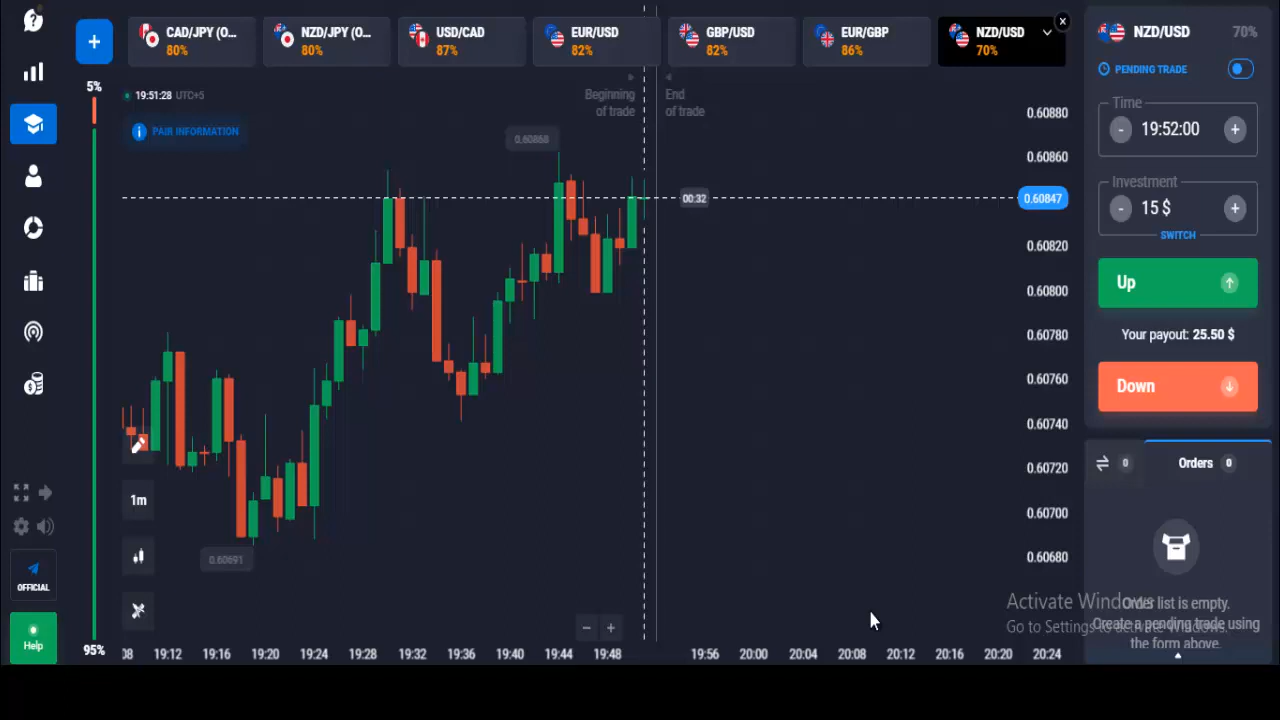 CAD/JPY (O...
80%
NZD/JPY (O...
80%
USD/CAD
87%
EUR/USD
82%
GBP/USD
82%
EUR/GBP
86%
NZD/USD
70%
NZD/USD 70%
PENDING TRADE
Time
- 19:52:00 +
Investment
- 15 $ +
SWITCH
Up
Your payout: 25.50 $
Down
0
Orders 0
Order list is empty.
Create a pending trade using
the form above.
Activate Windows
Go to Settings to activate Windows.
5%
95%
19:51:28 UTC+5
PAIR INFORMATION
Beginning
of trade
End
of trade
0.60868
0.60691
00:32
0.60880
0.60860
0.60847
0.60820
0.60800
0.60780
0.60760
0.60740
0.60720
0.60700
0.60680
1m
- +
:08 19:12 19:16 19:20 19:24 19:28 19:32 19:36 19:40 19:44 19:48 19:56 20:00 20:04 20:08 20:12 20:16 20:20 20:24
OFFICIAL
Help